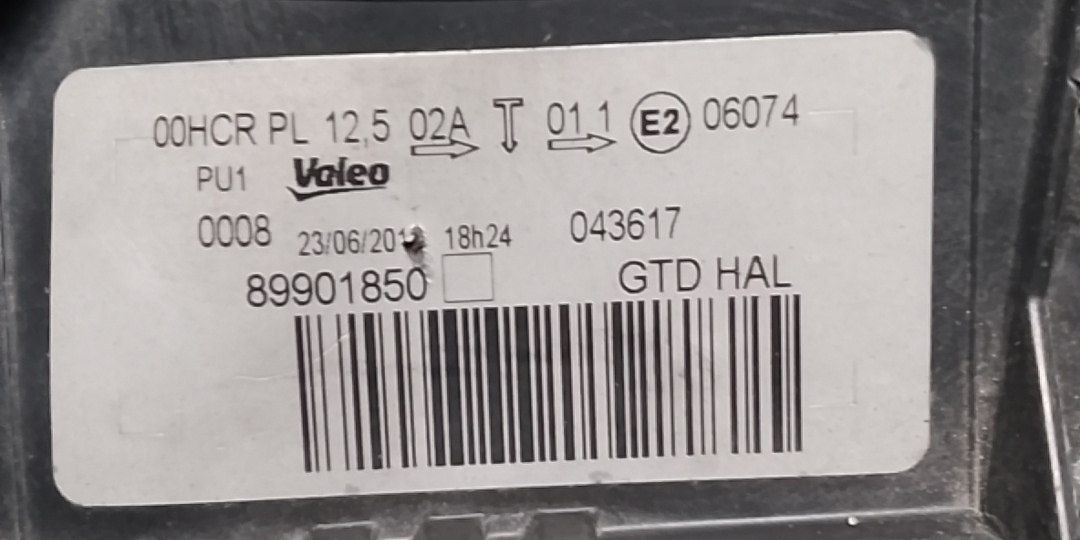 00HCR PL 12,5 02A T 01 1 E2 06074
PU1 Valeo
0008 18h24 043617
89901850 GTD HAL